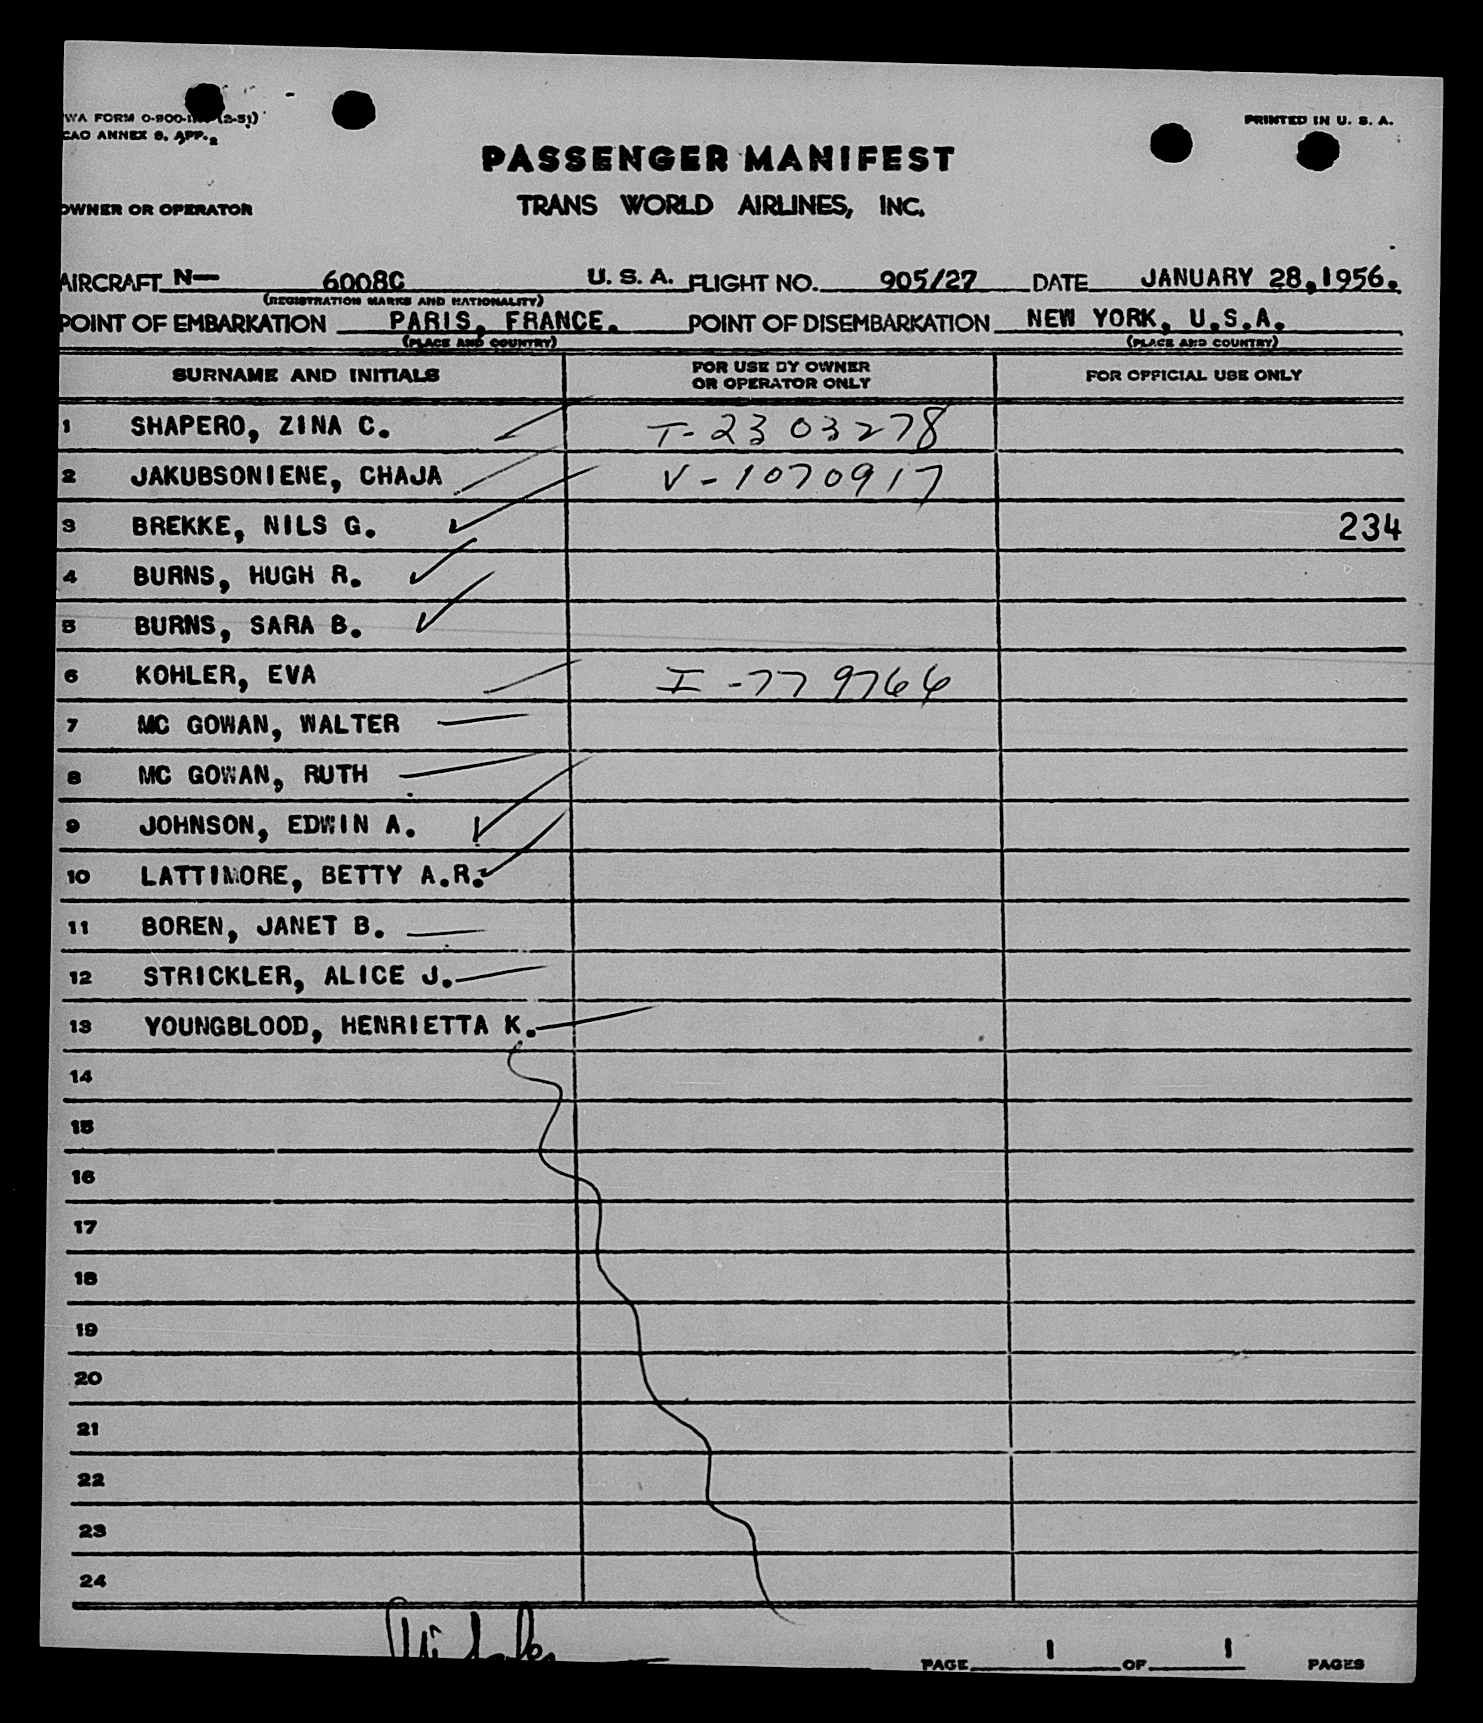 WA FORM O-900-1 (2-51)
CAO ANNEX 9, APP. 2
PRINTED IN U. S. A.
PASSENGER MANIFEST
OWNER OR OPERATOR
TRANS WORLD AIRLINES, INC.
AIRCRAFT N— 6008C U. S. A. FLIGHT NO. 905/27 DATE JANUARY 28,1956.
(REGISTRATION MARKS AND NATIONALITY)
POINT OF EMBARKATION PARIS, FRANCE. POINT OF DISEMBARKATION NEW YORK, U.S.A.
(PLACE AND COUNTRY) (PLACE AND COUNTRY)
SURNAME AND INITIALS FOR USE BY OWNER OR OPERATOR ONLY FOR OFFICIAL USE ONLY
1 SHAPERO, ZINA C. T-2303278
2 JAKUBSONIENE, CHAJA V-1070917
3 BREKKE, NILS G. 234
4 BURNS, HUGH R.
5 BURNS, SARA B.
6 KOHLER, EVA I-779766
7 MC GOWAN, WALTER
8 MC GOWAN, RUTH
9 JOHNSON, EDWIN A.
10 LATTIMORE, BETTY A.R.
11 BOREN, JANET B.
12 STRICKLER, ALICE J.
13 YOUNGBLOOD, HENRIETTA K.
14
15
16
17
18
19
20
21
22
23
24
PAGE 1 OF 1 PAGES